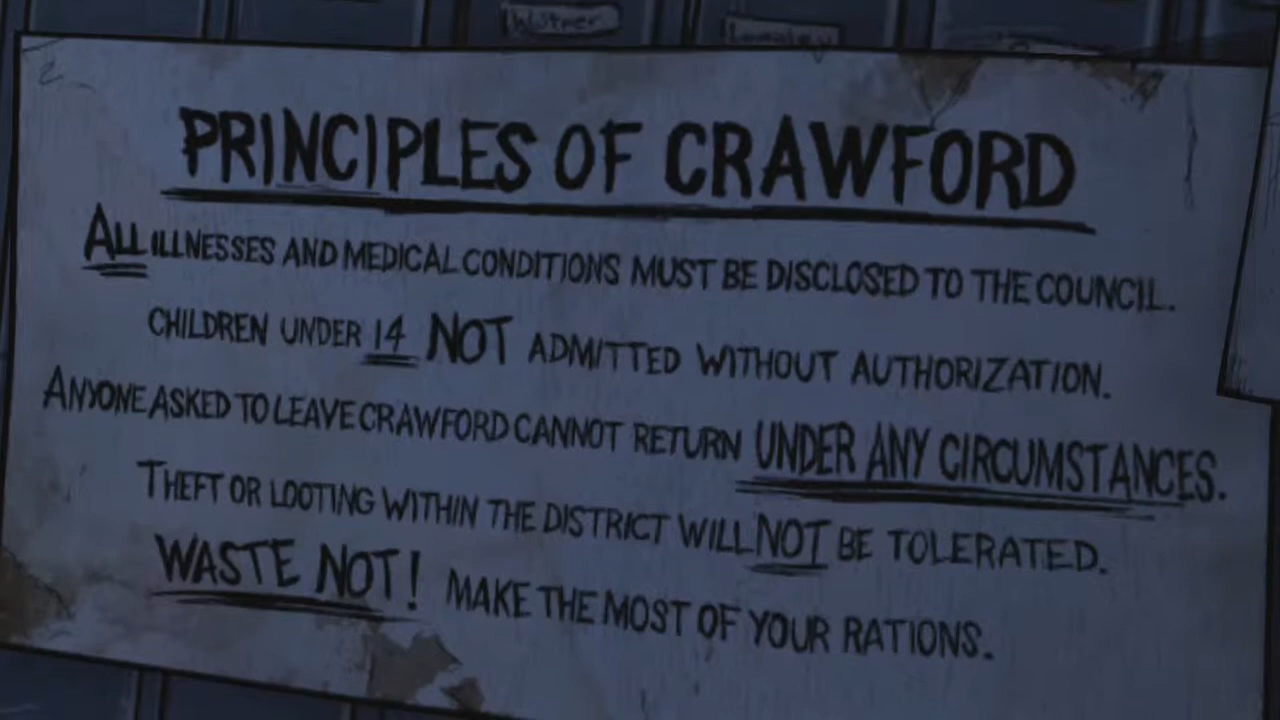 Wistner
PRINCIPLES OF CRAWFORD
ALL ILLNESSES AND MEDICAL CONDITIONS MUST BE DISCLOSED TO THE COUNCIL.
CHILDREN UNDER 14 NOT ADMITTED WITHOUT AUTHORIZATION.
ANYONE ASKED TO LEAVE CRAWFORD CANNOT RETURN UNDER ANY CIRCUMSTANCES.
THEFT OR LOOTING WITHIN THE DISTRICT WILL NOT BE TOLERATED.
WASTE NOT! MAKE THE MOST OF YOUR RATIONS.